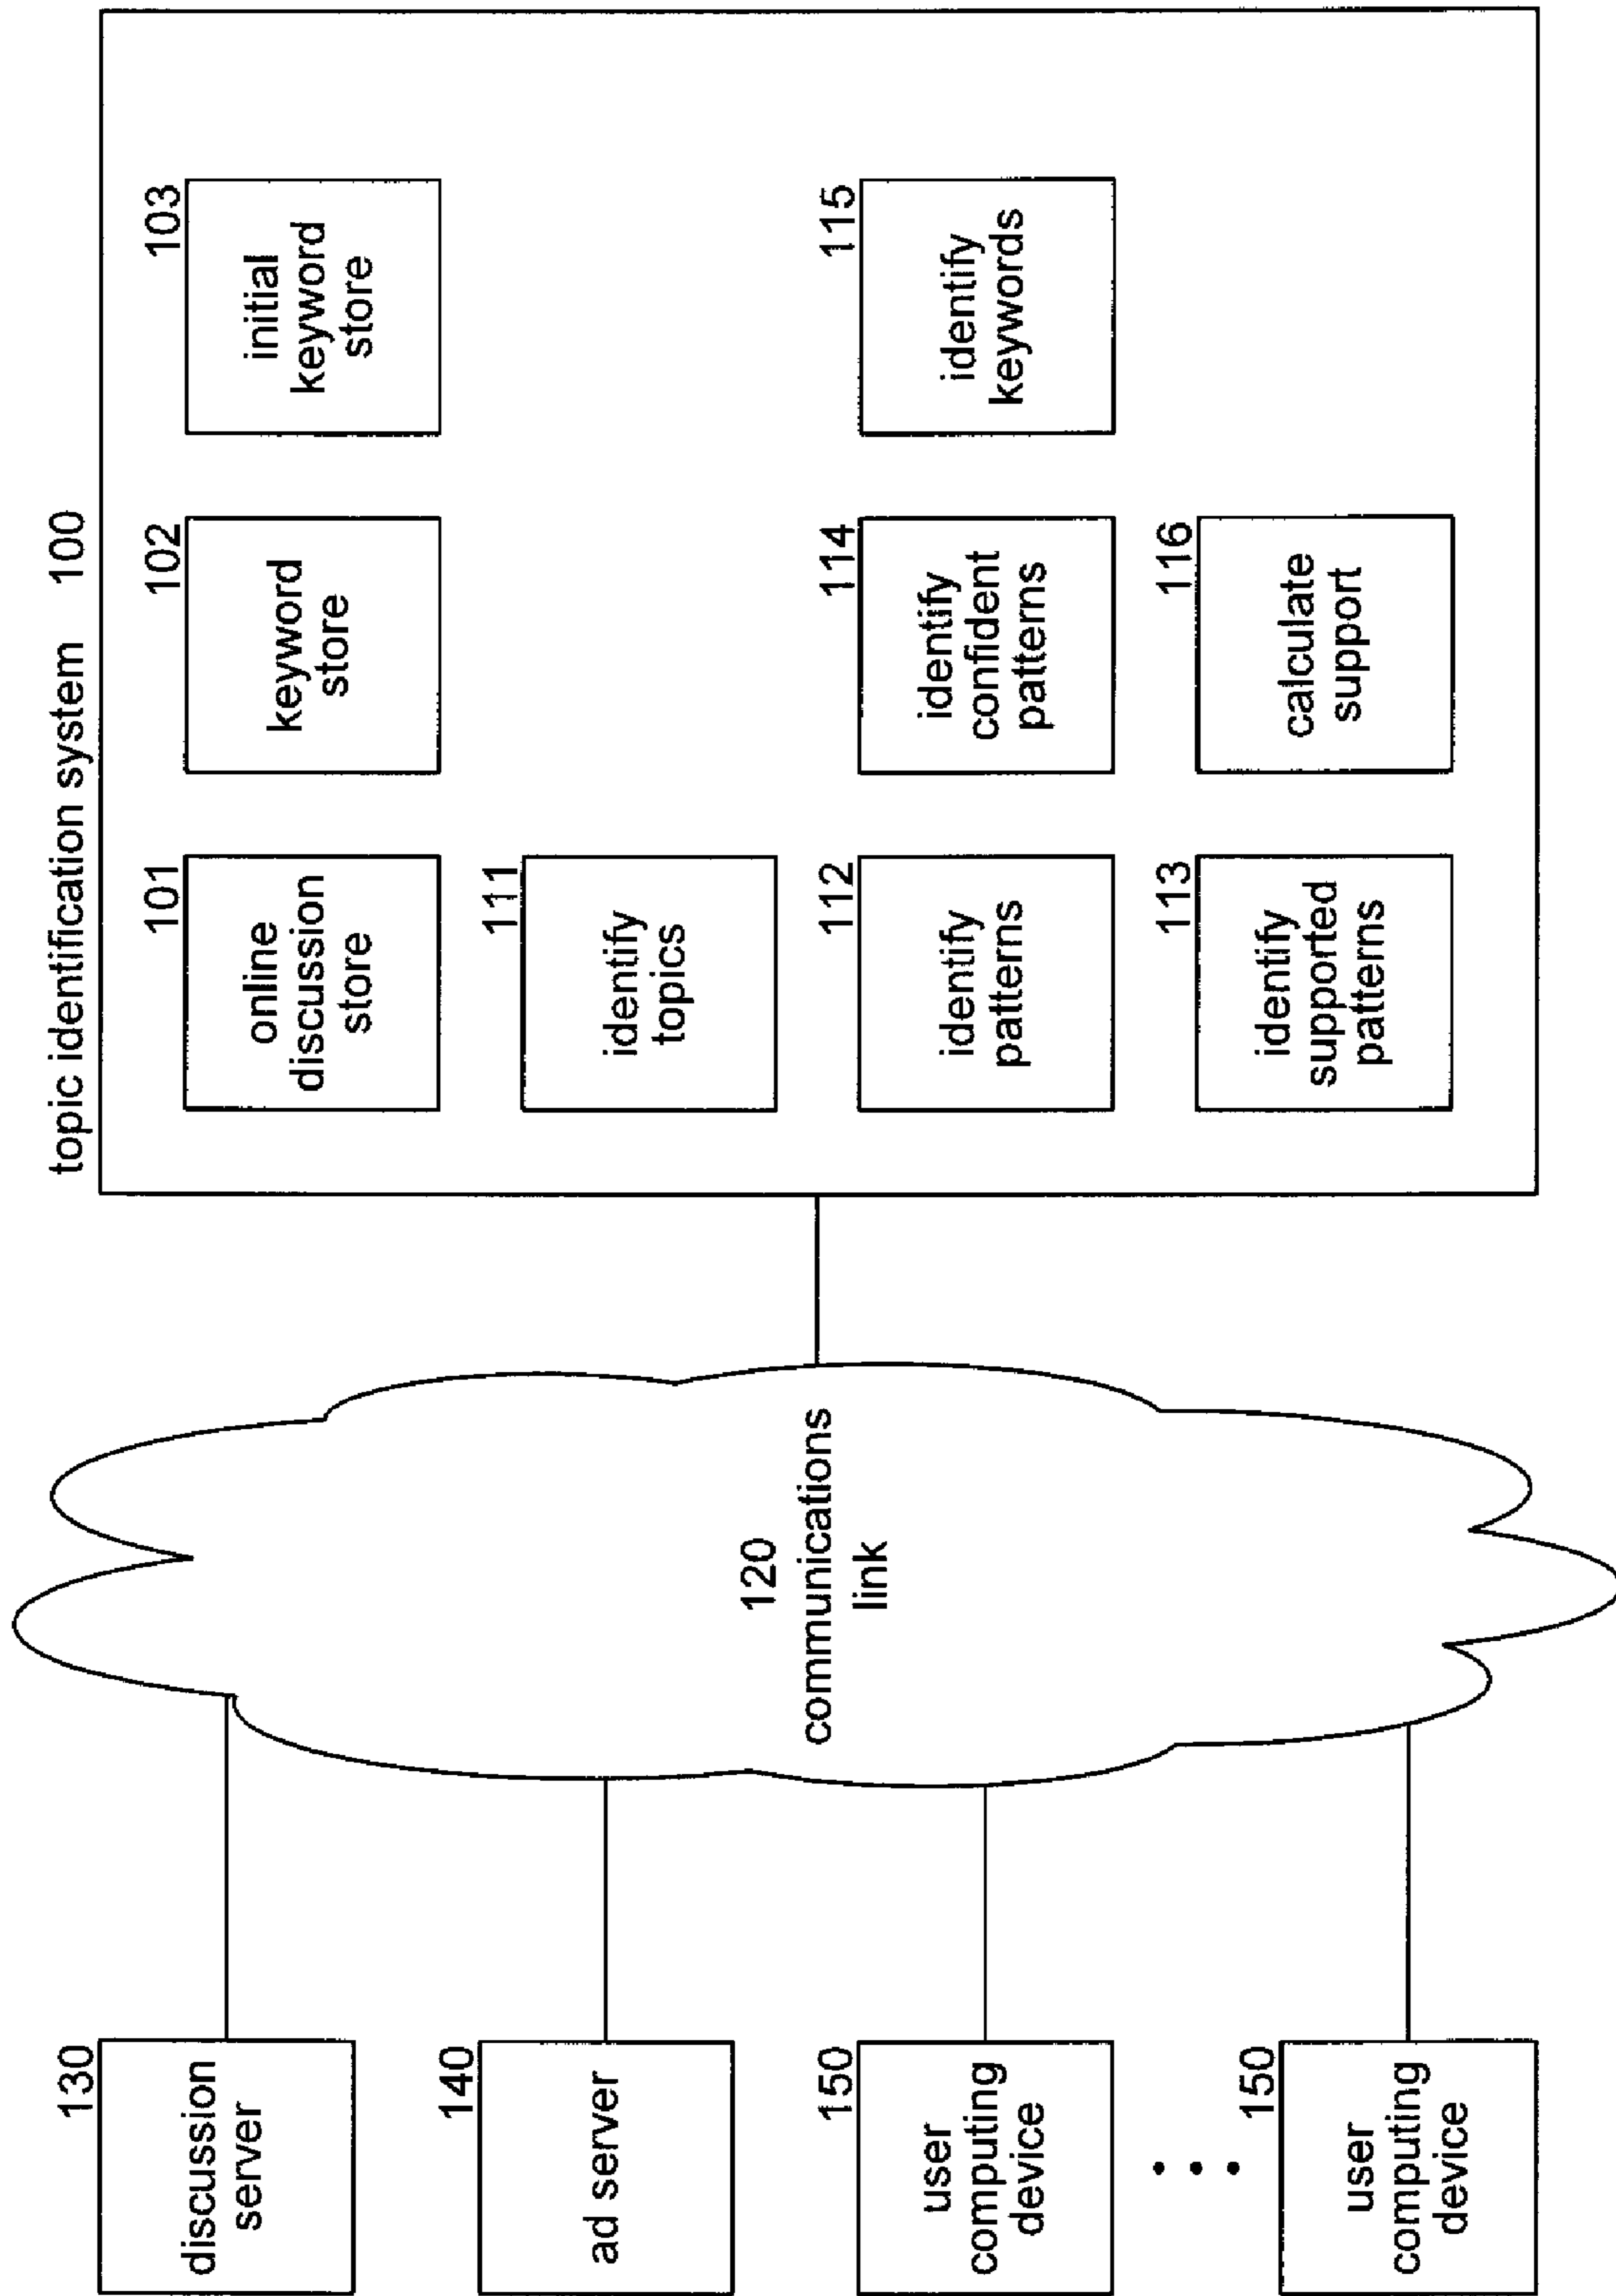 130
discussion
server
140
ad server
150
user
computing
device
150
user
computing
device
120
communications
link
topic identification system 100
101
online
discussion
store
102
keyword
store
103
initial
keyword
store
111
identify
topics
112
identify
patterns
114
identify
confident
patterns
115
identify
keywords
113
identify
supported
patterns
116
calculate
support